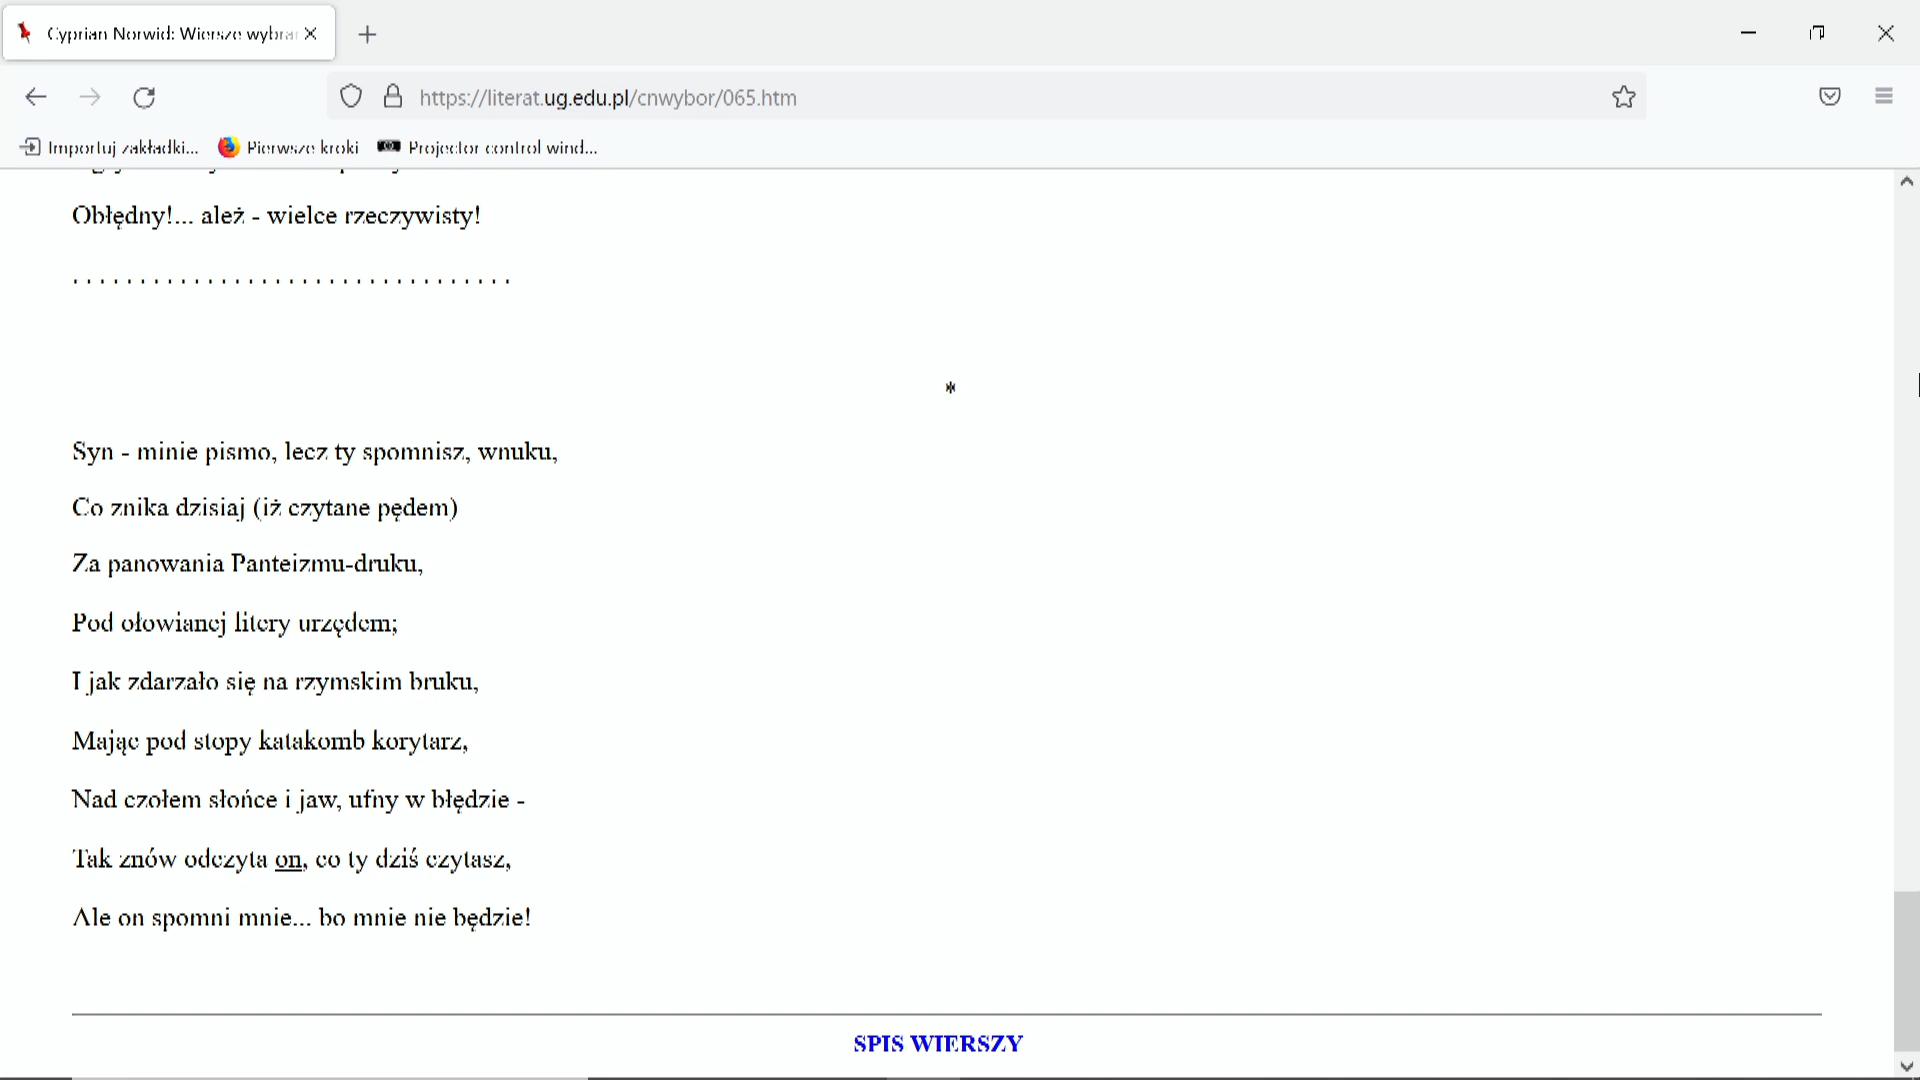 Cyprian Norwid: Wiersze wybra
https://literat.ug.edu.pl/cnwybor/065.htm
Importuj zakładki... Pierwsze kroki Projector control wind...
Obłędny!... ależ - wielce rzeczywisty!
. . . . . . . . . . . . . . . . . . . . . . . . . . . . . . . . .
*
Syn - minie pismo, lecz ty spomnisz, wnuku,
Co znika dzisiaj (iż czytane pędem)
Za panowania Panteizmu-druku,
Pod ołowianej litery urzędem;
I jak zdarzało się na rzymskim bruku,
Mając pod stopy katakomb korytarz,
Nad czołem słońce i jaw, ufny w błędzie -
Tak znów odczyta on, co ty dziś czytasz,
Ale on spomni mnie... bo mnie nie będzie!
SPIS WIERSZY